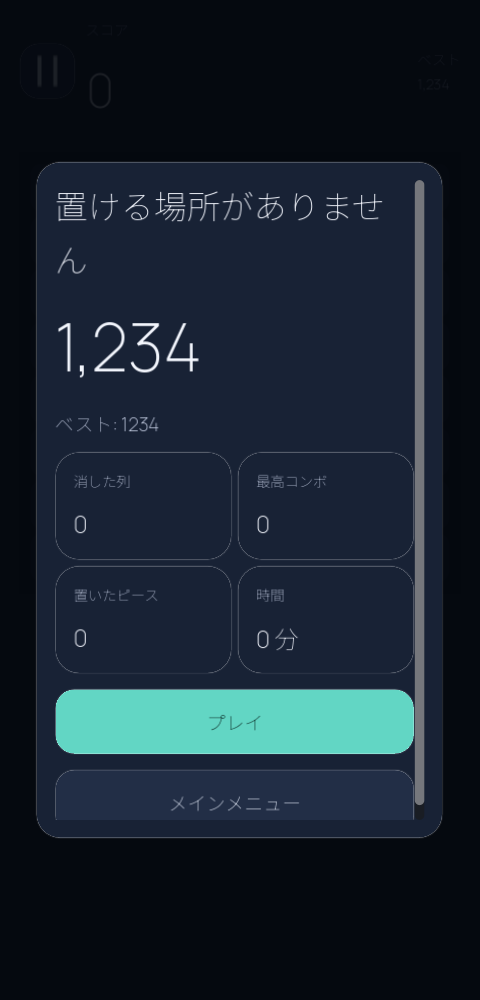 スコア
0
ベスト
1,234
置ける場所がありませ
ん
1,234
ベスト: 1234
消した列
0
最高コンボ
0
置いたピース
0
時間
0 分
プレイ
メインメニュー